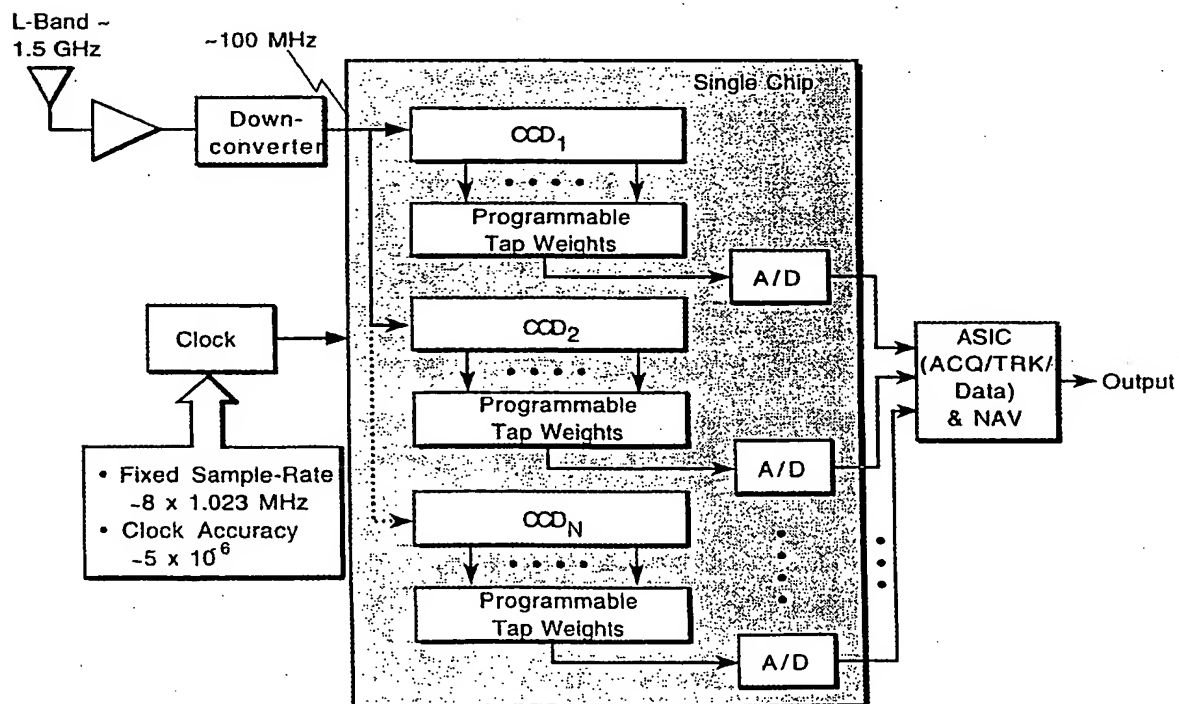 L-Band ~
1.5 GHz
~100 MHz
Single Chip
Down-
converter
CCD1
Programmable
Tap Weights
A/D
Clock
CCD2
Programmable
Tap Weights
A/D
ASIC
(ACQ/TRK/
Data)
& NAV
Output
• Fixed Sample-Rate
~8 x 1.023 MHz
• Clock Accuracy
~5 x 10^-6
CCDN
Programmable
Tap Weights
A/D